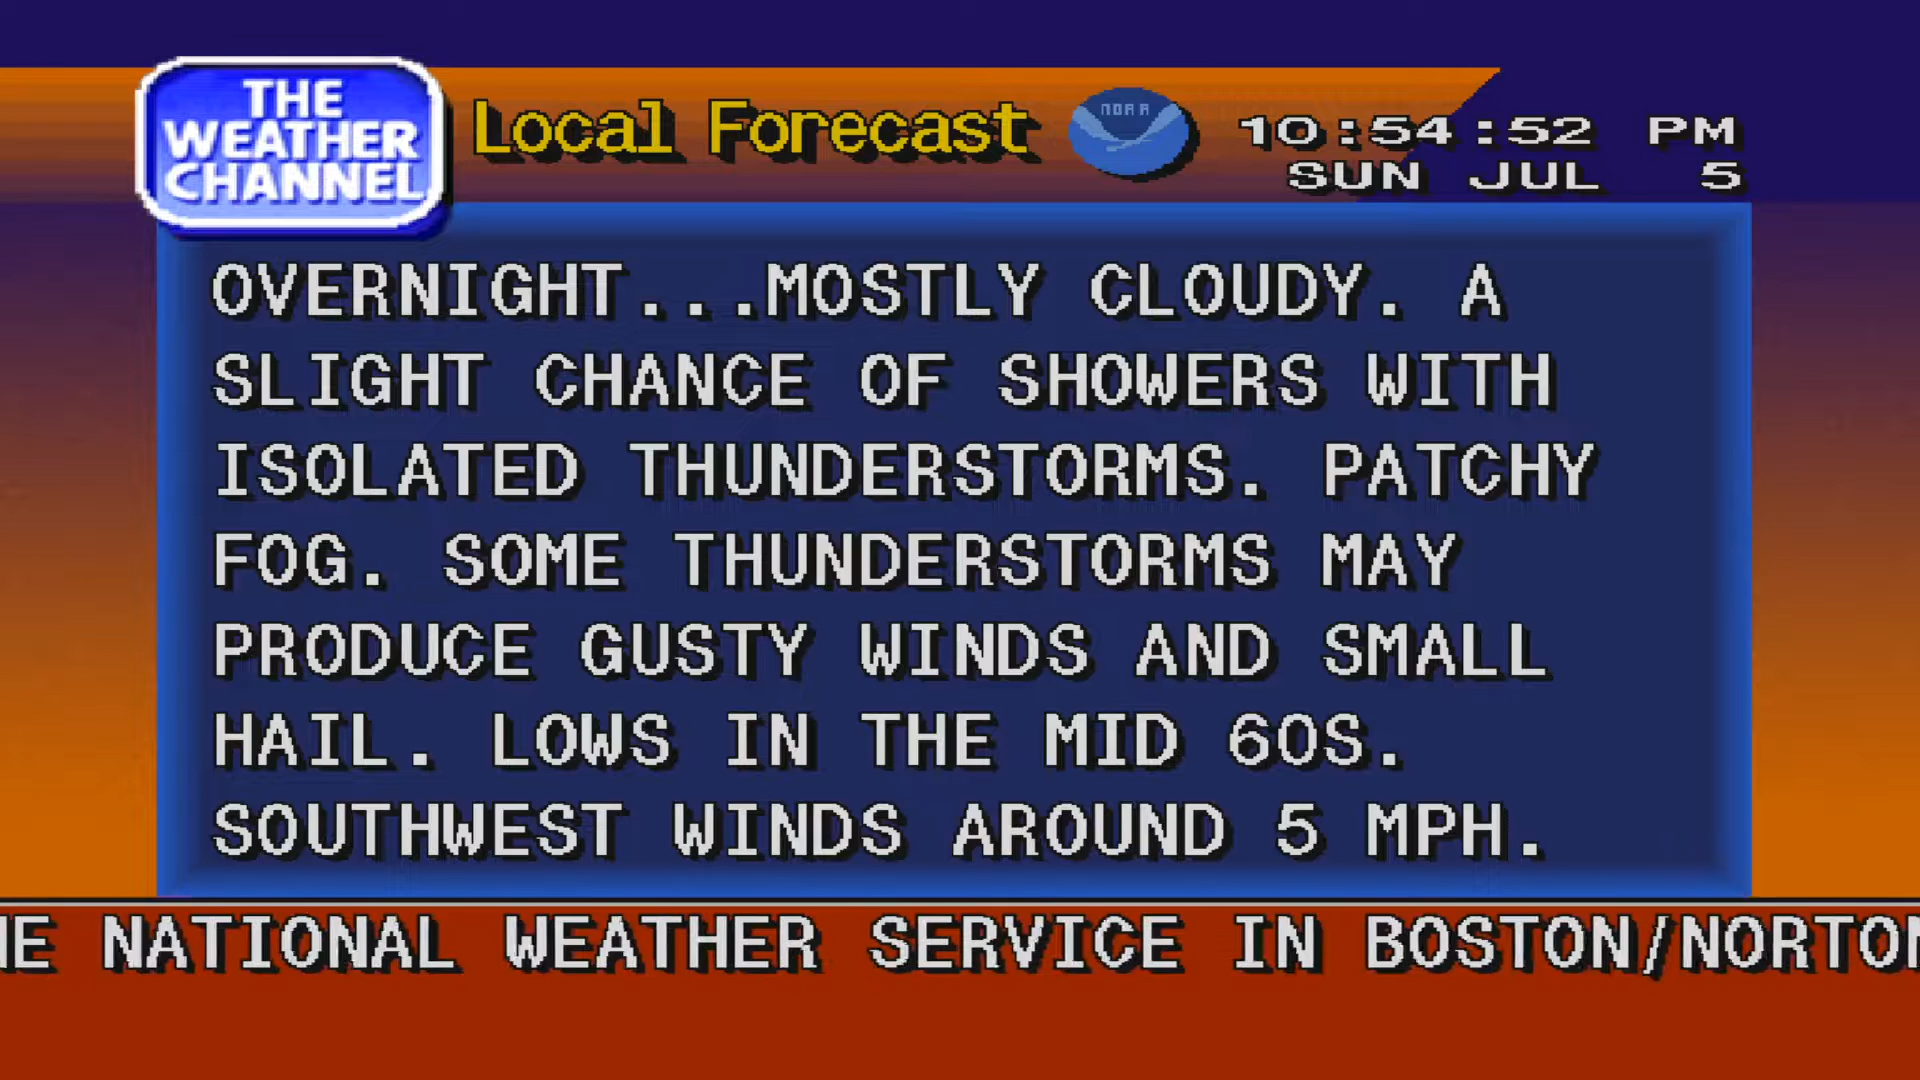 THE
WEATHER
CHANNEL
Local Forecast
NOAA
10:54:52 PM
SUN JUL 5
OVERNIGHT...MOSTLY CLOUDY. A
SLIGHT CHANCE OF SHOWERS WITH
ISOLATED THUNDERSTORMS. PATCHY
FOG. SOME THUNDERSTORMS MAY
PRODUCE GUSTY WINDS AND SMALL
HAIL. LOWS IN THE MID 60S.
SOUTHWEST WINDS AROUND 5 MPH.
HE NATIONAL WEATHER SERVICE IN BOSTON/NORTON